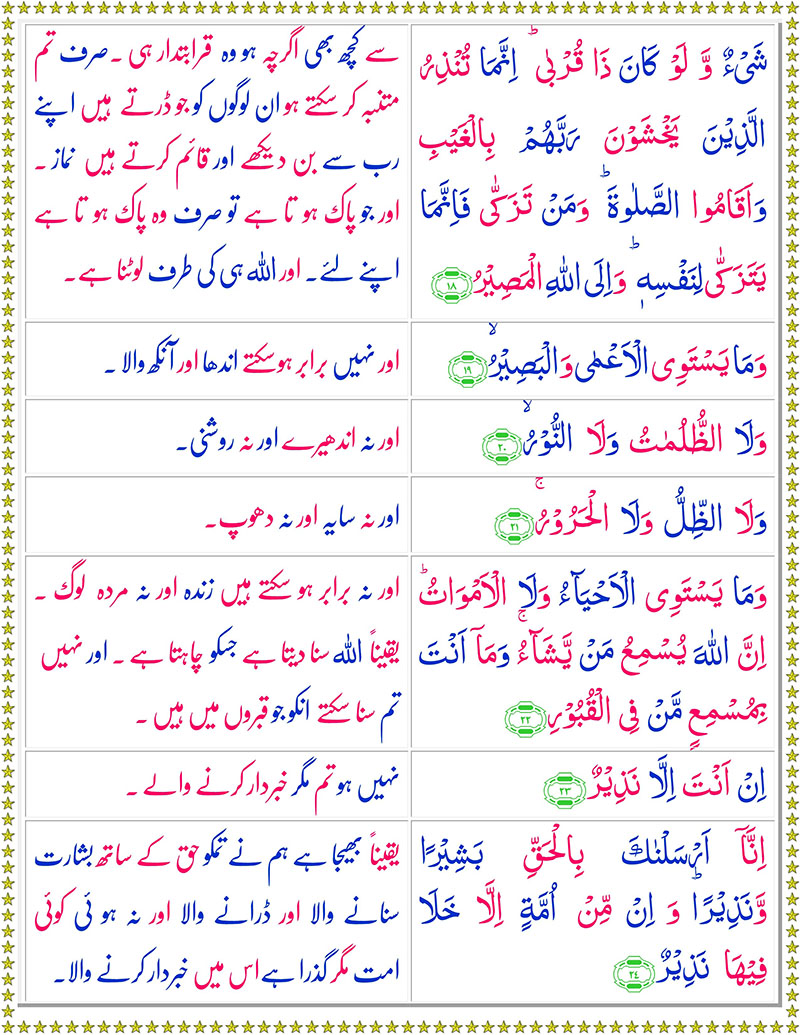 شَیْءٌ وَّ لَوْ كَانَ ذَا قُرْبٰیؕ اِنَّمَا تُنْذِرُ
الَّذِیْنَ یَخْشَوْنَ رَبَّهُمْ بِالْغَیْبِ
وَاَقَامُوا الصَّلٰوةَؕ وَمَنْ تَزَكّٰی فَاِنَّمَا
یَتَزَكّٰی لِنَفْسِهٖؕ وَاِلَی اللهِ الْمَصِیْرُ ۱۸
سے کچھ بھی اگرچہ ہو وہ قرابتدار ہی ۔ صرف تم
متنبہ کر سکتے ہو ان لوگوں کو جو ڈرتے ہیں اپنے
رب سے بن دیکھے اور قائم کرتے ہیں نماز ۔
اور جو پاک ہو تا ہے تو صرف وہ پاک ہو تا ہے
اپنے لئے۔ اور اللہ ہی کی طرف لوٹنا ہے۔
وَمَا یَسْتَوِی الْاَعْمٰی وَالْبَصِیْرُۙ ۱۹
اور نہیں برابر ہوسکتے اندھا اور آنکھ والا ۔
وَلَا الظُّلُمٰتُ وَلَا النُّوْرُۙ ۲۰
اور نہ اندھیرے اور نہ روشنی۔
وَلَا الظِّلُّ وَلَا الْحَرُوْرُۚ ۲۱
اور نہ سایہ اور نہ دھوپ۔
وَمَا یَسْتَوِی الْاَحْیَآءُ وَلَا الْاَمْوَاتُؕ
اِنَّ اللهَ یُسْمِعُ مَنْ یَّشَآءُۚ وَمَاۤ اَنْتَ
بِمُسْمِعٍ مَّنْ فِی الْقُبُوْرِ ۲۲
اور نہ برابر ہو سکتے ہیں زندہ اور نہ مردہ لوگ ۔
یقیناً اللہ سنا دیتا ہے جسکو چاہتا ہے ۔ اور نہیں
تم سنا سکتے انکو جو قبروں میں ہیں ۔
اِنْ اَنْتَ اِلَّا نَذِیْرٌ ۲۳
نہیں ہو تم مگر خبردار کرنے والے ۔
اِنَّاۤ اَرْسَلْنٰكَ بِالْحَقِّ بَشِیْرًا
وَّنَذِیْرًاؕ وَ اِنْ مِّنْ اُمَّةٍ اِلَّا خَلَا
فِیْهَا نَذِیْرٌ ۲۴
یقیناً بھیجا ہے ہم نے تمکو حق کے ساتھ بشارت
سنانے والا اور ڈرانے والا اور نہ ہو ئی کوئی
امت مگر گذرا ہے اس میں خبردار کرنے والا۔